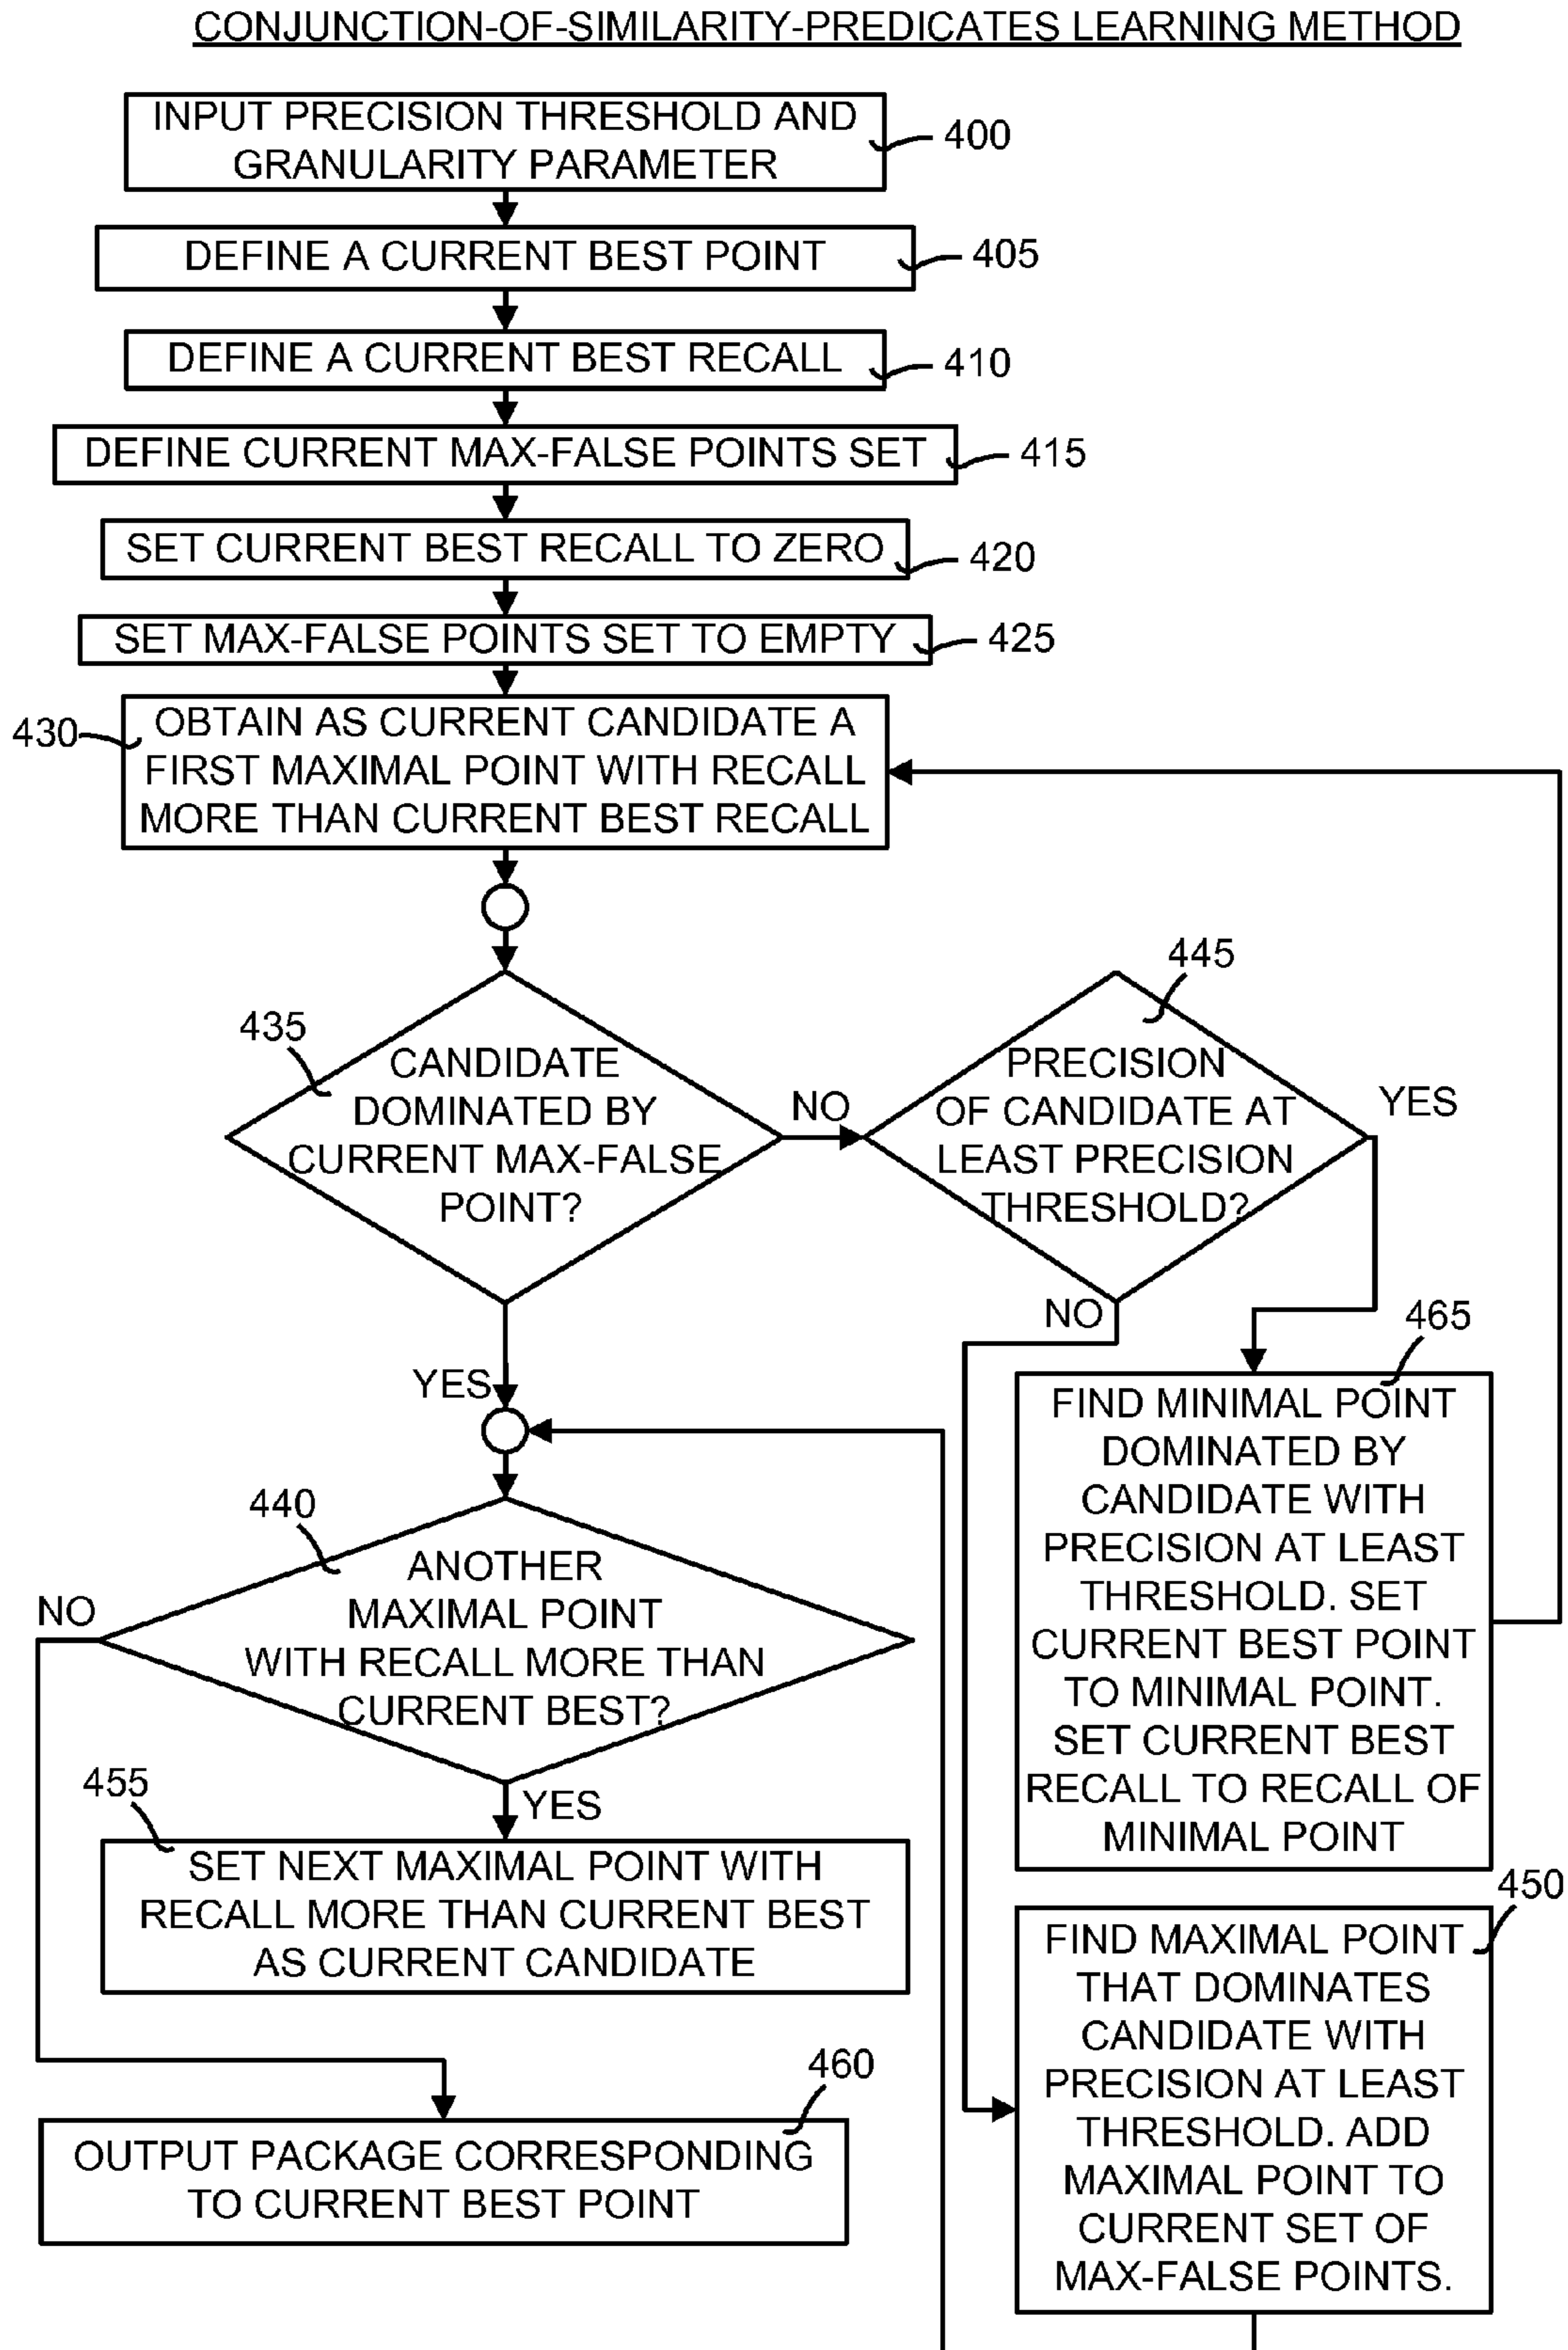 CONJUNCTION-OF-SIMILARITY-PREDICATES LEARNING METHOD
INPUT PRECISION THRESHOLD AND
GRANULARITY PARAMETER
400
DEFINE A CURRENT BEST POINT
405
DEFINE A CURRENT BEST RECALL
410
DEFINE CURRENT MAX-FALSE POINTS SET
415
SET CURRENT BEST RECALL TO ZERO
420
SET MAX-FALSE POINTS SET TO EMPTY
425
430
OBTAIN AS CURRENT CANDIDATE A
FIRST MAXIMAL POINT WITH RECALL
MORE THAN CURRENT BEST RECALL
435
CANDIDATE
DOMINATED BY
CURRENT MAX-FALSE
POINT?
NO
YES
445
PRECISION
OF CANDIDATE AT
LEAST PRECISION
THRESHOLD?
YES
NO
440
ANOTHER
MAXIMAL POINT
WITH RECALL MORE THAN
CURRENT BEST?
NO
YES
455
SET NEXT MAXIMAL POINT WITH
RECALL MORE THAN CURRENT BEST
AS CURRENT CANDIDATE
460
OUTPUT PACKAGE CORRESPONDING
TO CURRENT BEST POINT
465
FIND MINIMAL POINT
DOMINATED BY
CANDIDATE WITH
PRECISION AT LEAST
THRESHOLD. SET
CURRENT BEST POINT
TO MINIMAL POINT.
SET CURRENT BEST
RECALL TO RECALL OF
MINIMAL POINT
450
FIND MAXIMAL POINT
THAT DOMINATES
CANDIDATE WITH
PRECISION AT LEAST
THRESHOLD. ADD
MAXIMAL POINT TO
CURRENT SET OF
MAX-FALSE POINTS.